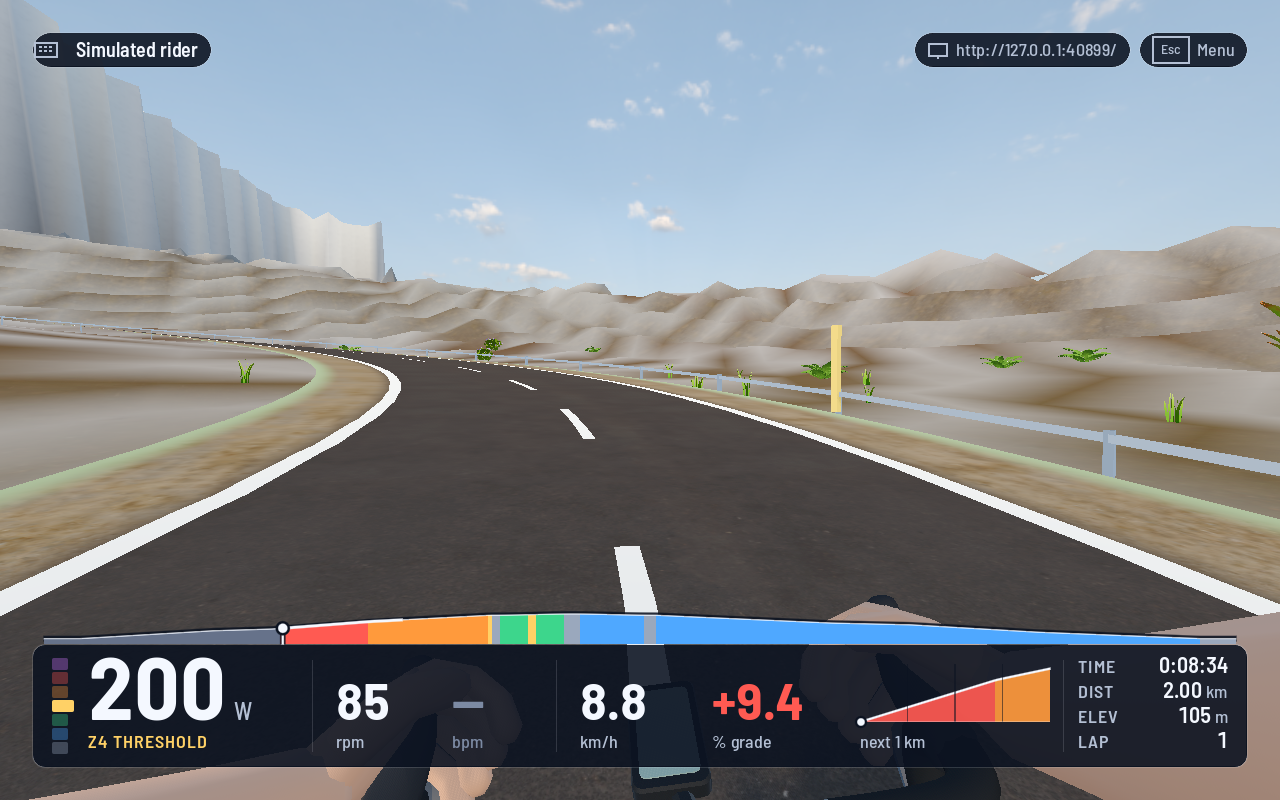 Simulated rider
http://127.0.0.1:40899/
Esc Menu
200 W
Z4 THRESHOLD
85 rpm
— bpm
8.8 km/h
+9.4 % grade
next 1 km
TIME 0:08:34
DIST 2.00 km
ELEV 105 m
LAP 1